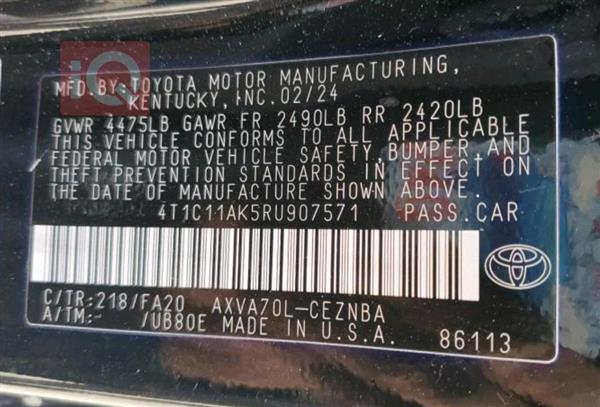 iQ
MFD.BY:TOYOTA MOTOR MANUFACTURING,
KENTUCKY, INC. 02/24
GVWR 4475LB GAWR FR 2490LB RR 2420LB
THIS VEHICLE CONFORMS TO ALL APPLICABLE
FEDERAL MOTOR VEHICLE SAFETY, BUMPER, AND
THEFT PREVENTION STANDARDS IN EFFECT ON
THE DATE OF MANUFACTURE SHOWN ABOVE.
4T1C11AK5RU907571 PASS.CAR
C/TR:218/FA20 AXVA70L-CEZNBA
A/TM:- /UB80E MADE IN U.S.A. 86113